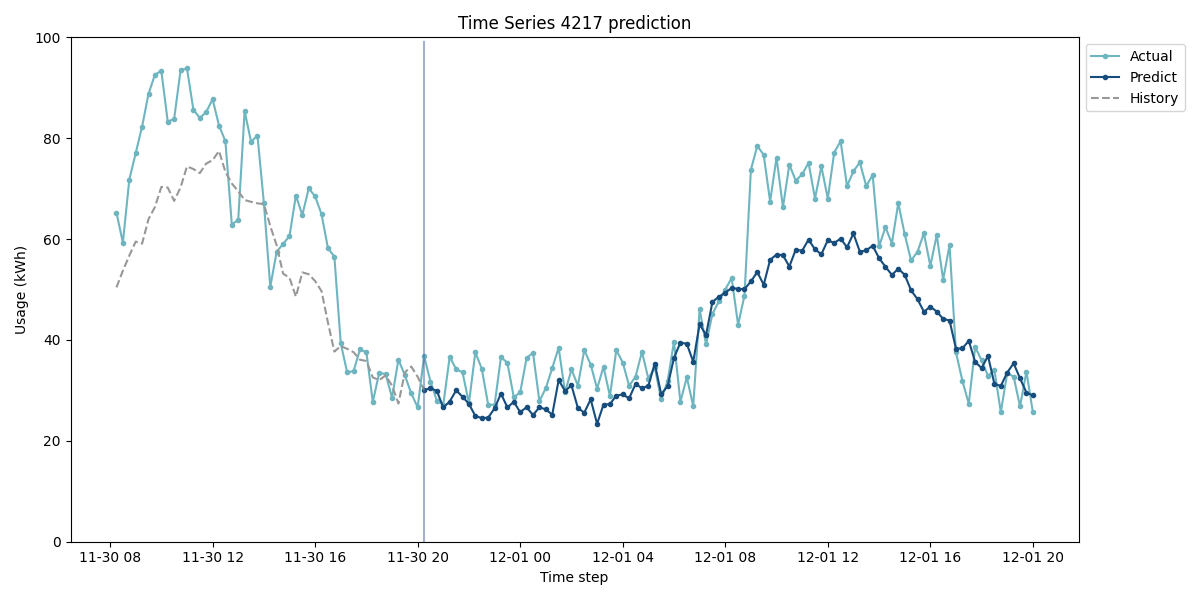 Time Series 4217 prediction
Usage (kWh)
100
80
60
40
20
0
11-30 08
11-30 12
11-30 16
11-30 20
12-01 00
12-01 04
12-01 08
12-01 12
12-01 16
12-01 20
Time step
Actual
Predict
History